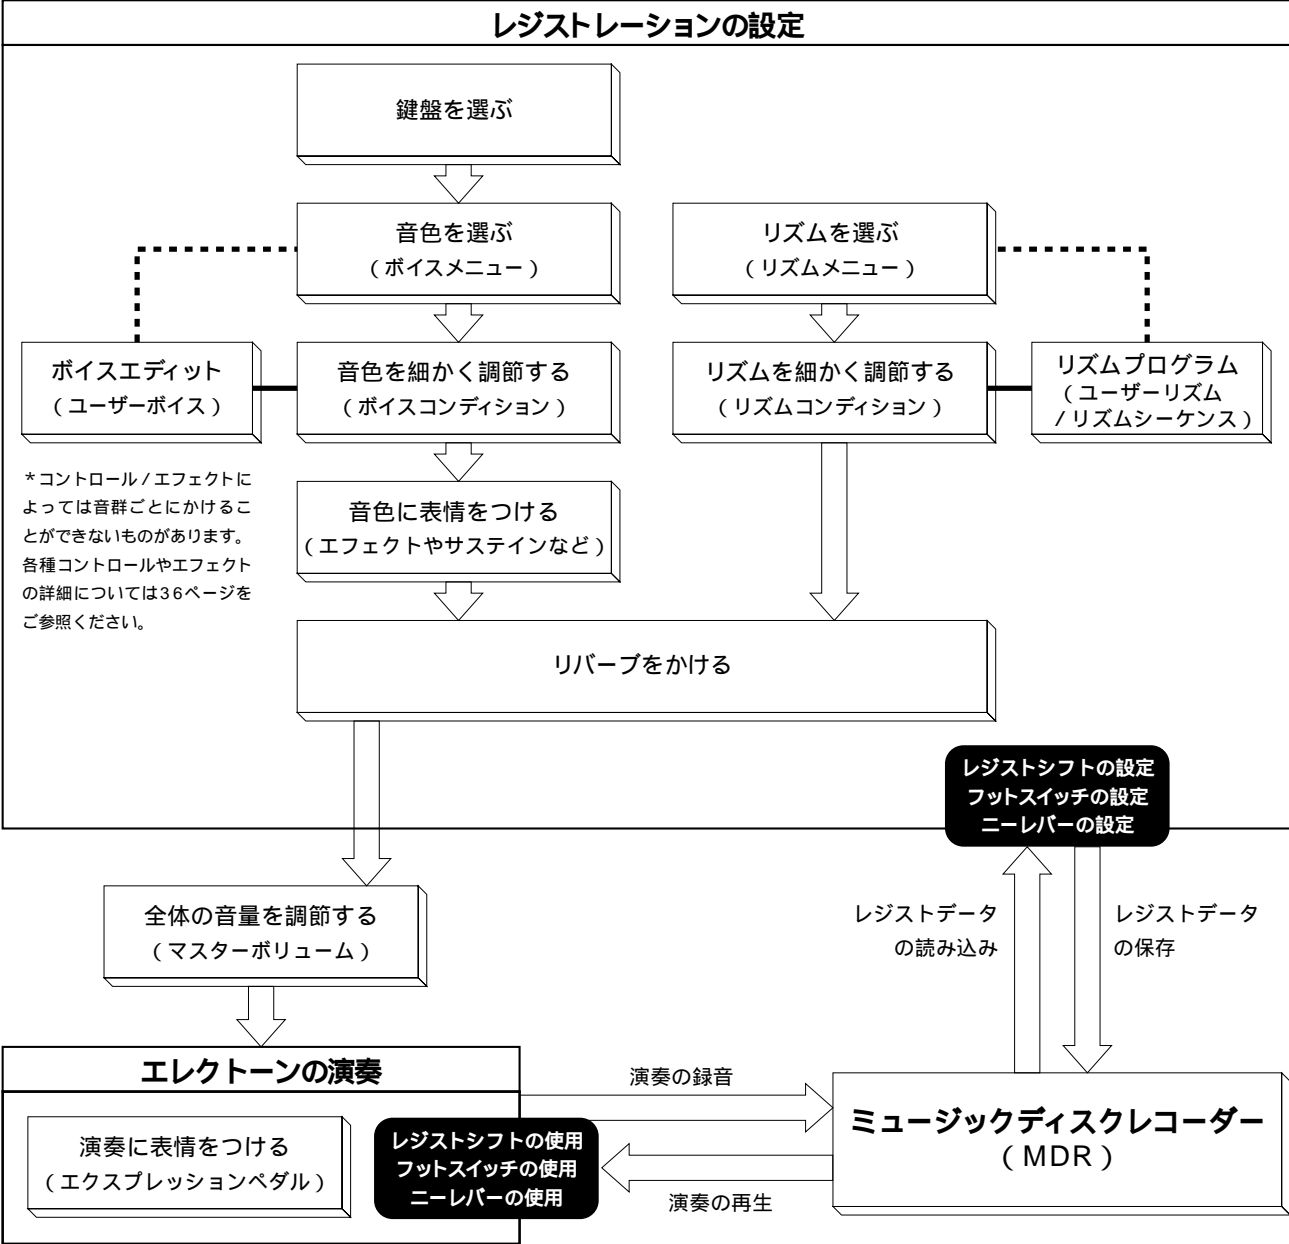 レジストレーションの設定
鍵盤を選ぶ
音色を選ぶ
(ボイスメニュー)
リズムを選ぶ
(リズムメニュー)
ボイスエディット
(ユーザーボイス)
音色を細かく調節する
(ボイスコンディション)
リズムを細かく調節する
(リズムコンディション)
リズムプログラム
(ユーザーリズム
/リズムシーケンス)
*コントロール/エフェクトに
よっては音群ごとにかけるこ
とができないものがあります。
各種コントロールやエフェクト
の詳細については36ページを
ご参照ください。
音色に表情をつける
(エフェクトやサステインなど)
リバーブをかける
レジストシフトの設定
フットスイッチの設定
ニーレバーの設定
全体の音量を調節する
(マスターボリューム)
レジストデータ
の読み込み
レジストデータ
の保存
エレクトーンの演奏
演奏に表情をつける
(エクスプレッションペダル)
レジストシフトの使用
フットスイッチの使用
ニーレバーの使用
演奏の録音
演奏の再生
ミュージックディスクレコーダー
(MDR)